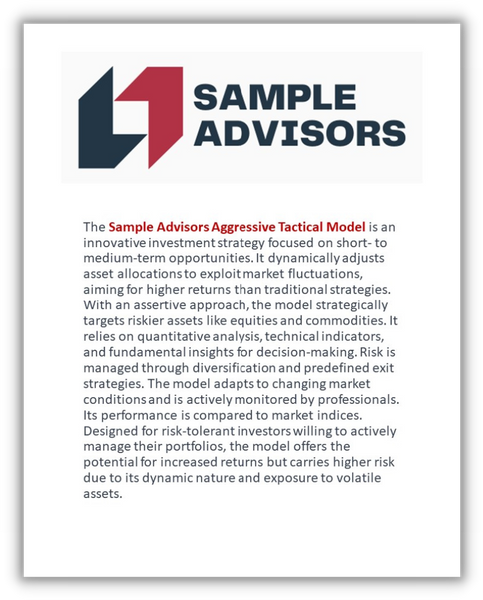 SAMPLE
ADVISORS
The Sample Advisors Aggressive Tactical Model is an
innovative investment strategy focused on short- to
medium-term opportunities. It dynamically adjusts
asset allocations to exploit market fluctuations,
aiming for higher returns than traditional strategies.
With an assertive approach, the model strategically
targets riskier assets like equities and commodities. It
relies on quantitative analysis, technical indicators,
and fundamental insights for decision-making. Risk is
managed through diversification and predefined exit
strategies. The model adapts to changing market
conditions and is actively monitored by professionals.
Its performance is compared to market indices.
Designed for risk-tolerant investors willing to actively
manage their portfolios, the model offers the
potential for increased returns but carries higher risk
due to its dynamic nature and exposure to volatile
assets.